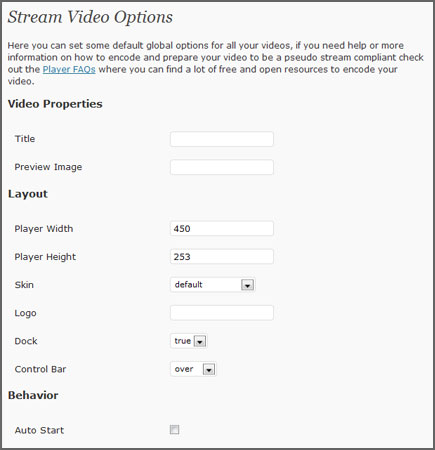 Stream Video Options
Here you can set some default global options for all your videos, if you need help or more
information on how to encode and prepare your video to be a pseudo stream compliant check
out the Player FAQs where you can find a lot of free and open resources to encode your
video.
Video Properties
Title
Preview Image
Layout
Player Width 450
Player Height 253
Skin default
Logo
Dock true
Control Bar over
Behavior
Auto Start